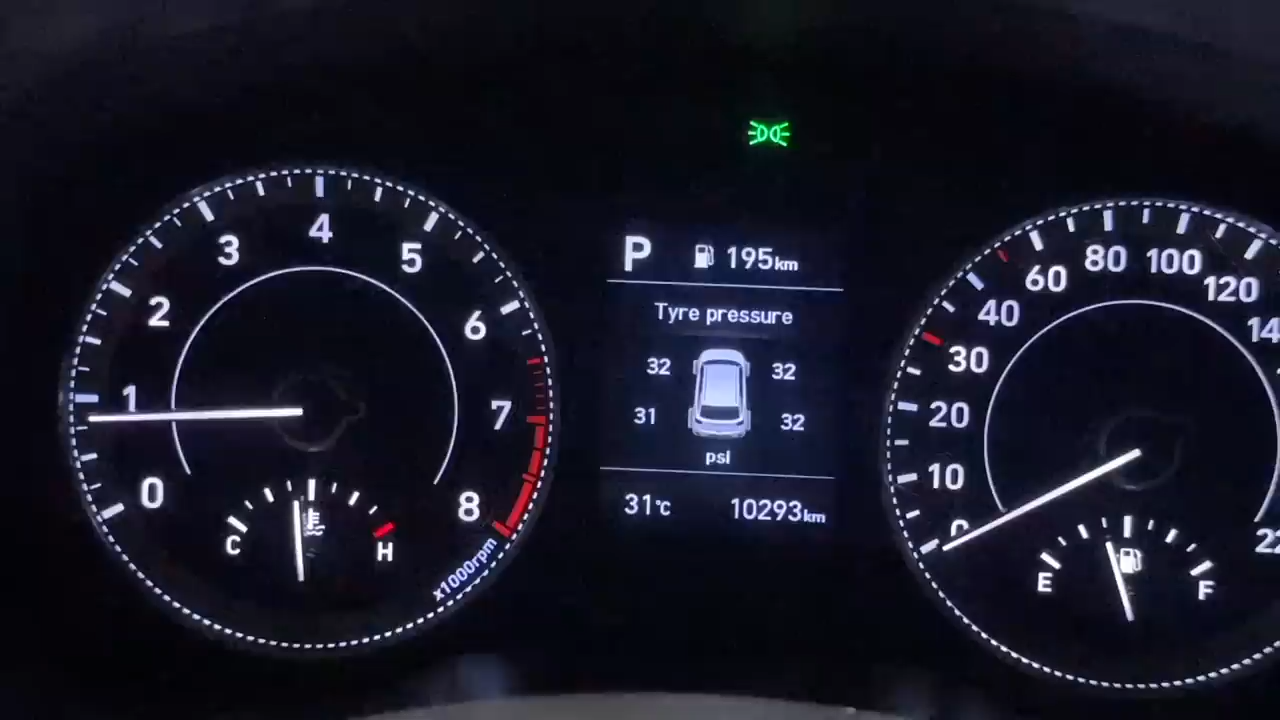 0 1 2 3 4 5 6 7 8
x1000rpm
C H
P 195km
Tyre pressure
32 32
31 32
psi
31°C 10293km
0 10 20 30 40 60 80 100 120
E F